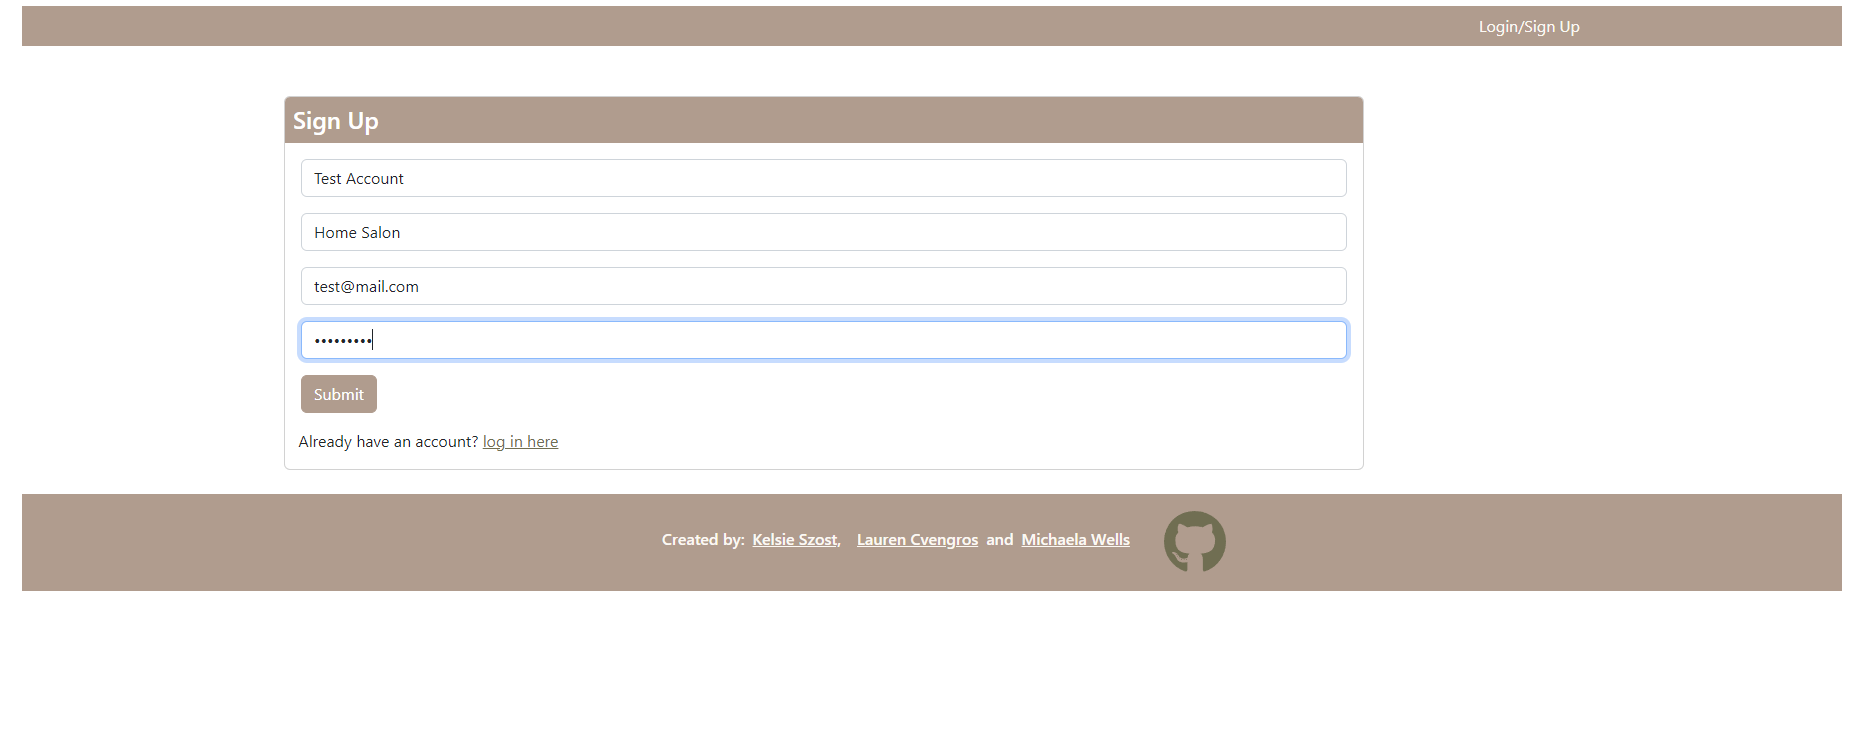 Login/Sign Up
Sign Up
Test Account
Home Salon
test@mail.com
•••••••••
Submit
Already have an account? log in here
Created by: Kelsie Szost, Lauren Cvengros and Michaela Wells